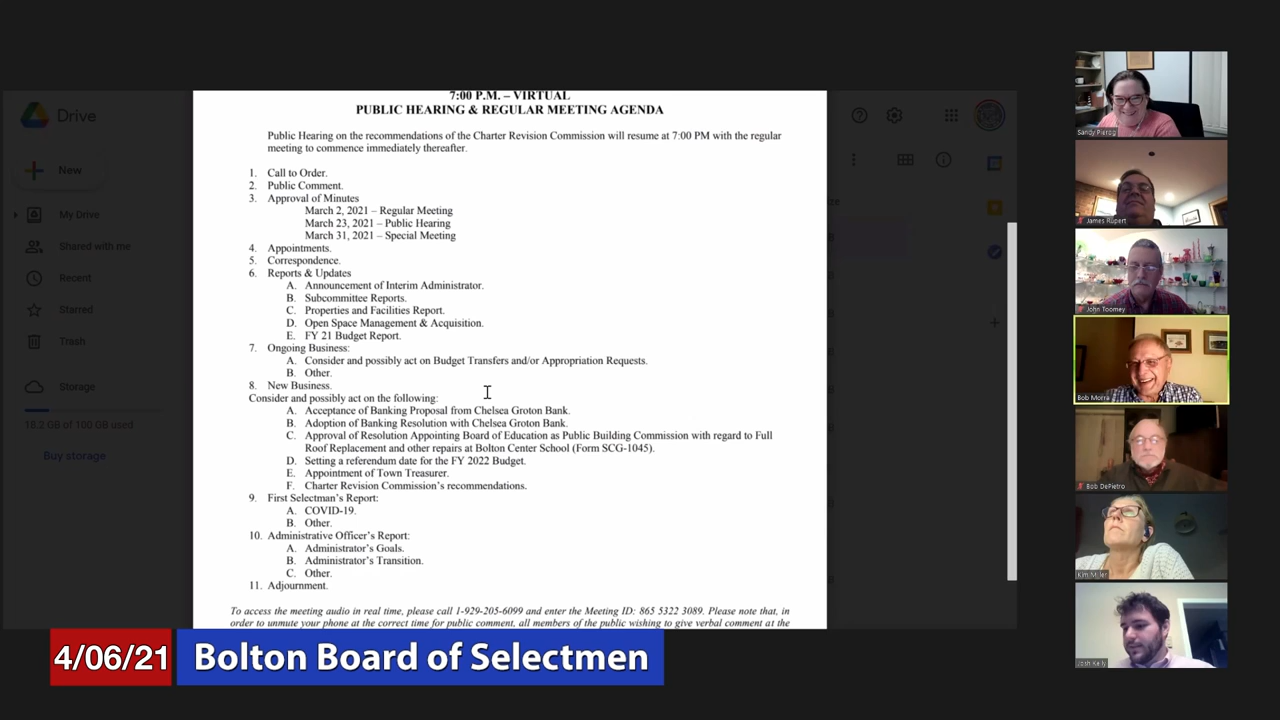 7:00 P.M. – VIRTUAL
PUBLIC HEARING & REGULAR MEETING AGENDA
Public Hearing on the recommendations of the Charter Revision Commission will resume at 7:00 PM with the regular
meeting to commence immediately thereafter.
1. Call to Order.
2. Public Comment.
3. Approval of Minutes
March 2, 2021 – Regular Meeting
March 23, 2021 – Public Hearing
March 31, 2021 – Special Meeting
4. Appointments.
5. Correspondence.
6. Reports & Updates
A. Announcement of Interim Administrator.
B. Subcommittee Reports.
C. Properties and Facilities Report.
D. Open Space Management & Acquisition.
E. FY 21 Budget Report.
7. Ongoing Business:
A. Consider and possibly act on Budget Transfers and/or Appropriation Requests.
B. Other.
8. New Business.
Consider and possibly act on the following:
A. Acceptance of Banking Proposal from Chelsea Groton Bank.
B. Adoption of Banking Resolution with Chelsea Groton Bank.
C. Approval of Resolution Appointing Board of Education as Public Building Commission with regard to Full
Roof Replacement and other repairs at Bolton Center School (Form SCG-1045).
D. Setting a referendum date for the FY 2022 Budget.
E. Appointment of Town Treasurer.
F. Charter Revision Commission's recommendations.
9. First Selectman's Report:
A. COVID-19.
B. Other.
10. Administrative Officer's Report:
A. Administrator's Goals.
B. Administrator's Transition.
C. Other.
11. Adjournment.
To access the meeting audio in real time, please call 1-929-205-6099 and enter the Meeting ID: 865 5322 3089. Please note that, in
order to unmute your phone at the correct time for public comment, all members of the public wishing to give verbal comment at the
Drive
New
My Drive
Shared with me
Recent
Starred
Trash
Storage
18.2 GB of 100 GB used
Buy storage
Sandy Pierog
James Rupert
John Toomey
Bob Morra
Bob DePietro
Kim Miller
Josh Kelly
4/06/21 Bolton Board of Selectmen